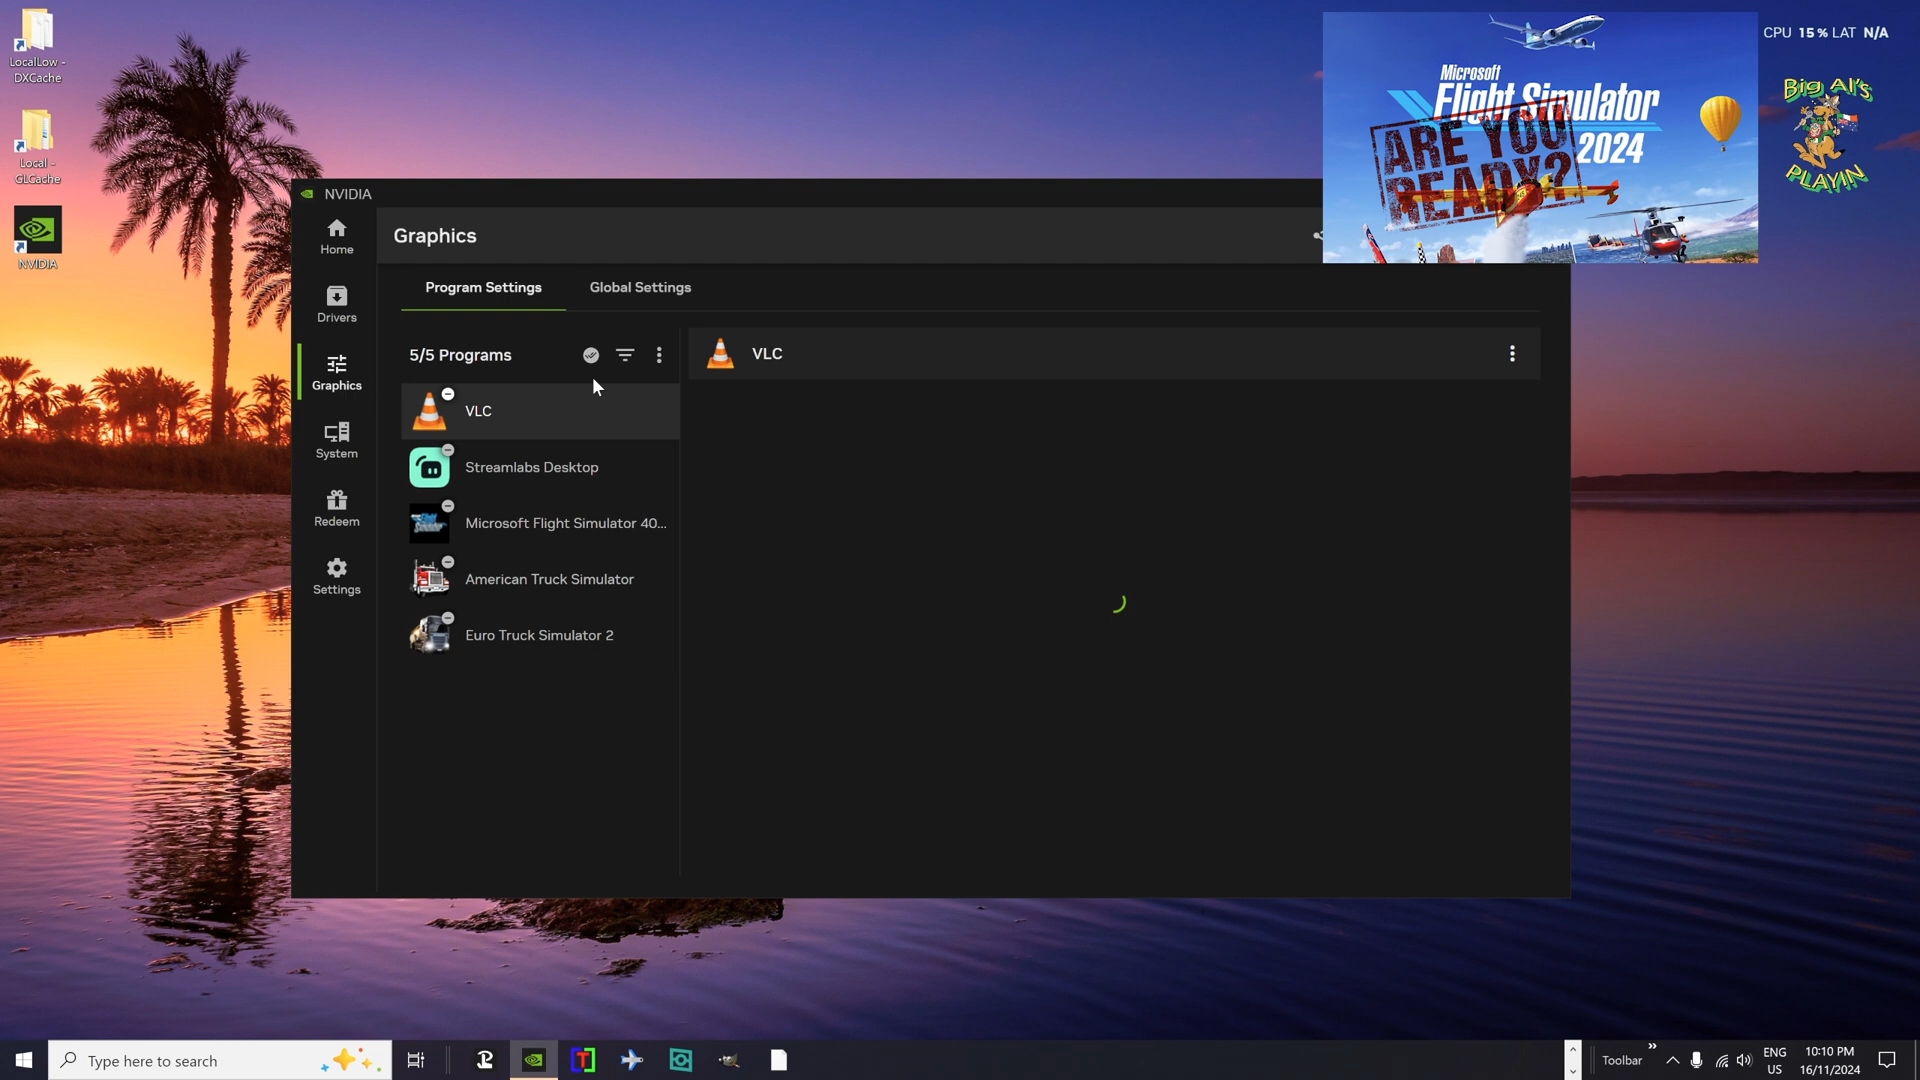 LocalLow -
DXCache
Local -
GLCache
NVIDIA
NVIDIA
Home
Drivers
Graphics
System
Redeem
Settings
Graphics
Program Settings
Global Settings
5/5 Programs
VLC
Streamlabs Desktop
Microsoft Flight Simulator 40...
American Truck Simulator
Euro Truck Simulator 2
VLC
Microsoft
Flight Simulator
2024
ARE YOU
READY?
CPU 15% LAT N/A
Big Al's
PLAYIN
Type here to search
Toolbar
ENG
US
10:10 PM
16/11/2024